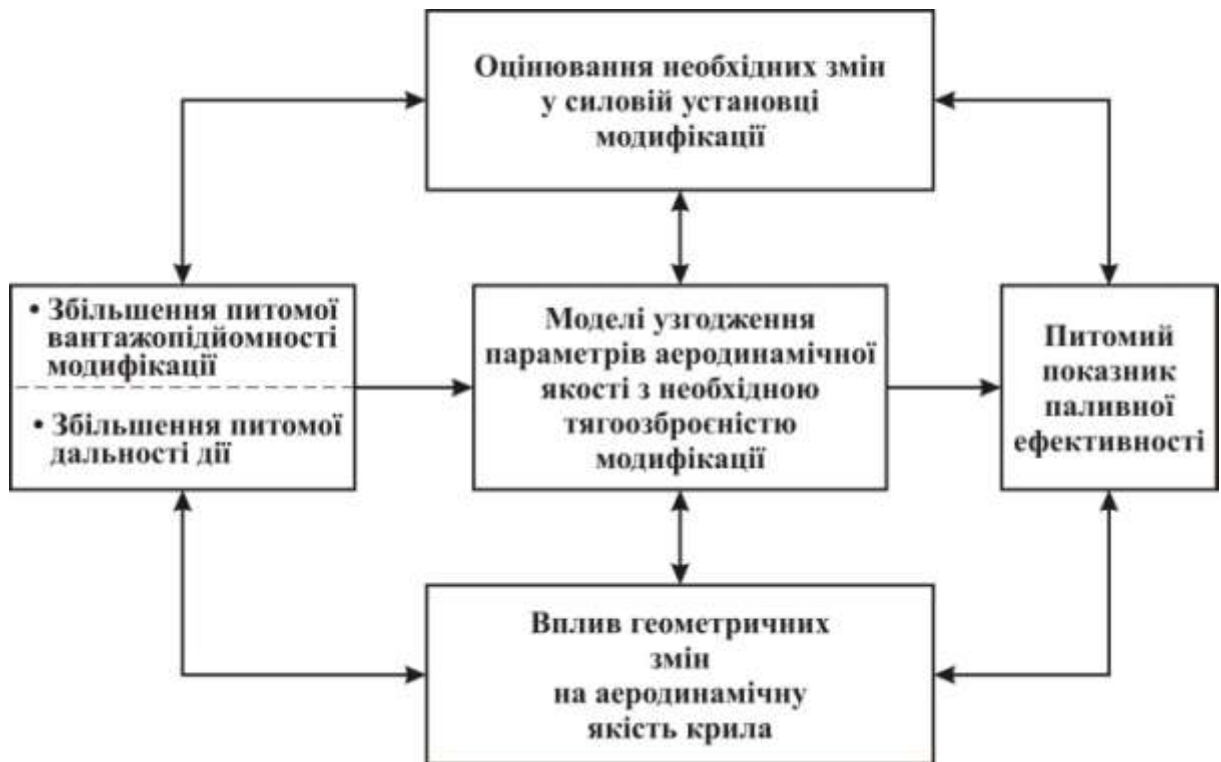 Оцінювання необхідних змін
у силовій установці
модифікації
• Збільшення питомої
вантажопідйомності
модифікації
• Збільшення питомої
дальності дії
Моделі узгодження
параметрів аеродинамічної
якості з необхідною
тягоозброєністю
модифікації
Питомий
показник
паливної
ефективності
Вплив геометричних
змін
на аеродинамічну
якість крила